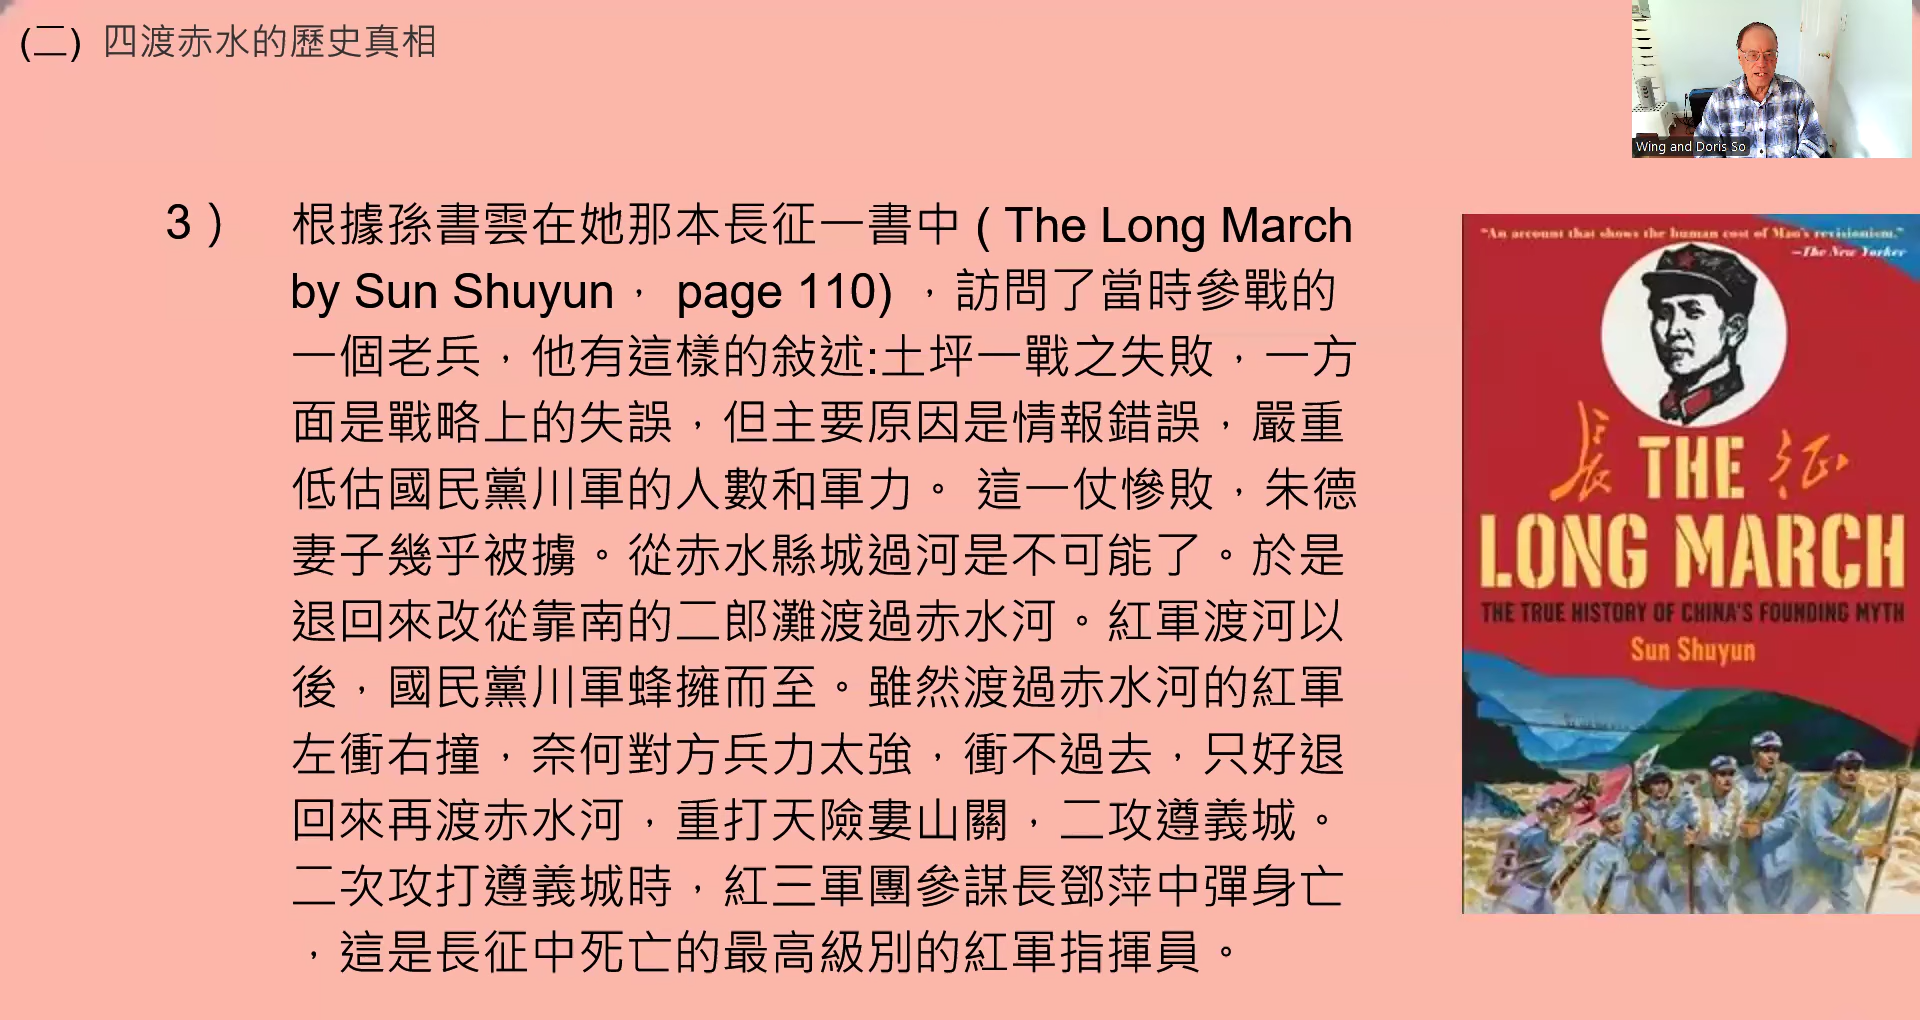 (二) 四渡赤水的歷史真相
Wing and Doris So
3） 根據孫書雲在她那本長征一書中 ( The Long March
by Sun Shuyun， page 110) ，訪問了當時參戰的
一個老兵，他有這樣的敍述:土坪一戰之失敗，一方
面是戰略上的失誤，但主要原因是情報錯誤，嚴重
低估國民黨川軍的人數和軍力。 這一仗慘敗，朱德
妻子幾乎被擄。從赤水縣城過河是不可能了。於是
退回來改從靠南的二郎灘渡過赤水河。紅軍渡河以
後，國民黨川軍蜂擁而至。雖然渡過赤水河的紅軍
左衝右撞，奈何對方兵力太強，衝不過去，只好退
回來再渡赤水河，重打天險婁山關，二攻遵義城。
二次攻打遵義城時，紅三軍團參謀長鄧萍中彈身亡
，這是長征中死亡的最高級別的紅軍指揮員。
"An account that shows the human cost of Mao's revisionism."
—The New Yorker
長 THE 征
LONG MARCH
THE TRUE HISTORY OF CHINA'S FOUNDING MYTH
Sun Shuyun